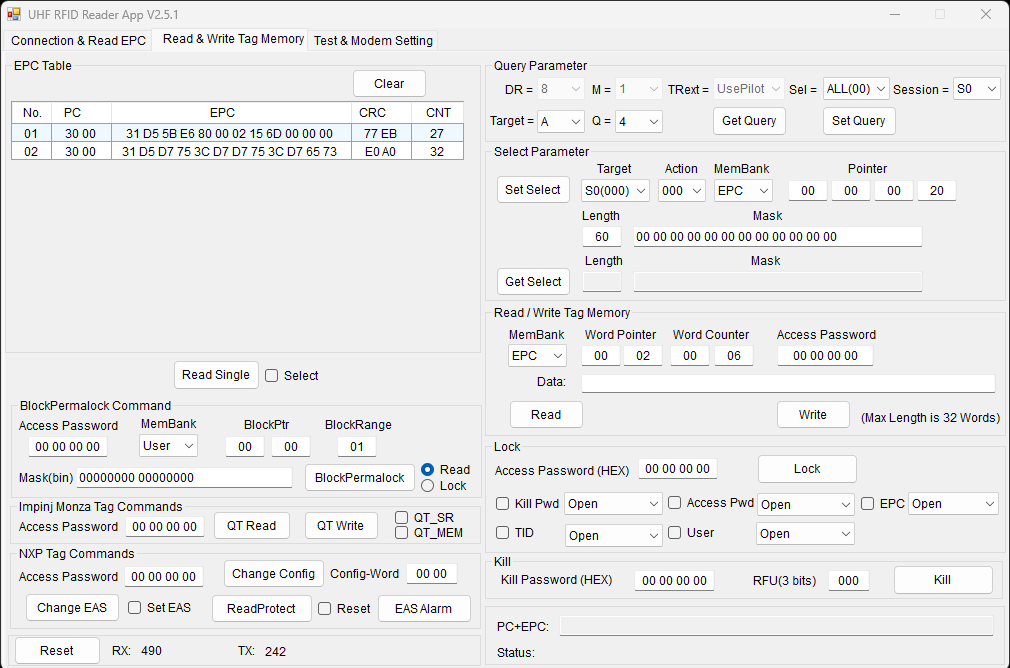 UHF RFID Reader App V2.5.1
Connection & Read EPC Read & Write Tag Memory Test & Modem Setting
EPC Table
Clear
No. PC EPC CRC CNT
01 30 00 31 D5 5B E6 80 00 02 15 6D 00 00 00 77 EB 27
02 30 00 31 D5 D7 75 3C D7 D7 75 3C D7 65 73 E0 A0 32
Read Single Select
BlockPermalock Command
Access Password MemBank BlockPtr BlockRange
00 00 00 00 User 00 00 01
Mask(bin) 00000000 00000000 BlockPermalock Read
Lock
Impinj Monza Tag Commands
Access Password 00 00 00 00 QT Read QT Write QT_SR
QT_MEM
NXP Tag Commands
Access Password 00 00 00 00 Change Config Config-Word 00 00
Change EAS Set EAS ReadProtect Reset EAS Alarm
Reset RX: 490 TX: 242
Query Parameter
DR = 8 M = 1 TRext = UsePilot Sel = ALL(00) Session = S0
Target = A Q = 4 Get Query Set Query
Select Parameter
Target Action MemBank Pointer
Set Select S0(000) 000 EPC 00 00 00 20
Length Mask
60 00 00 00 00 00 00 00 00 00 00 00 00
Length Mask
Get Select
Read / Write Tag Memory
MemBank Word Pointer Word Counter Access Password
EPC 00 02 00 06 00 00 00 00
Data:
Read Write (Max Length is 32 Words)
Lock
Access Password (HEX) 00 00 00 00 Lock
Kill Pwd Open Access Pwd Open EPC Open
TID Open User Open
Kill
Kill Password (HEX) 00 00 00 00 RFU(3 bits) 000 Kill
PC+EPC:
Status: